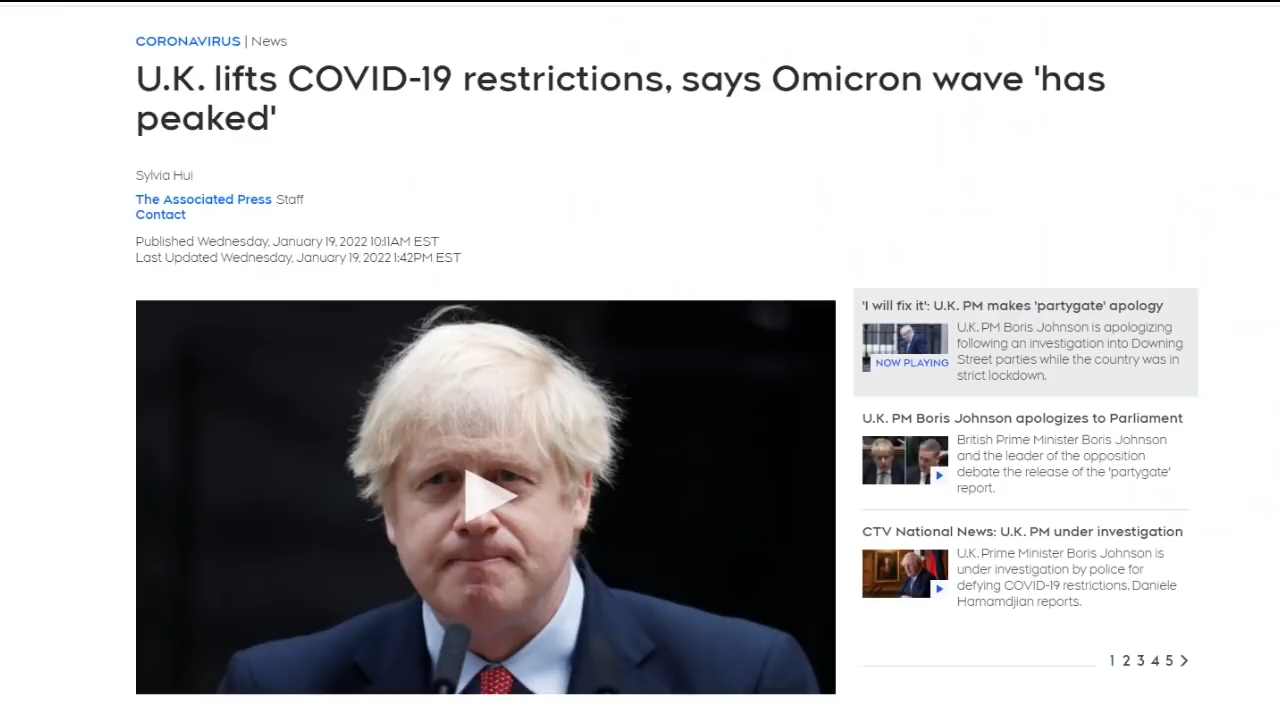 CORONAVIRUS | News
U.K. lifts COVID-19 restrictions, says Omicron wave 'has
peaked'
Sylvia Hui
The Associated Press Staff
Contact
Published Wednesday, January 19, 2022 10:11AM EST
Last Updated Wednesday, January 19, 2022 1:42PM EST
'I will fix it': U.K. PM makes 'partygate' apology
U.K. PM Boris Johnson is apologizing
following an investigation into Downing
Street parties while the country was in
strict lockdown.
NOW PLAYING
U.K. PM Boris Johnson apologizes to Parliament
British Prime Minister Boris Johnson
and the leader of the opposition
debate the release of the 'partygate'
report.
CTV National News: U.K. PM under investigation
U.K. Prime Minister Boris Johnson is
under investigation by police for
defying COVID-19 restrictions. Daniele
Hamamdjian reports.
1 2 3 4 5